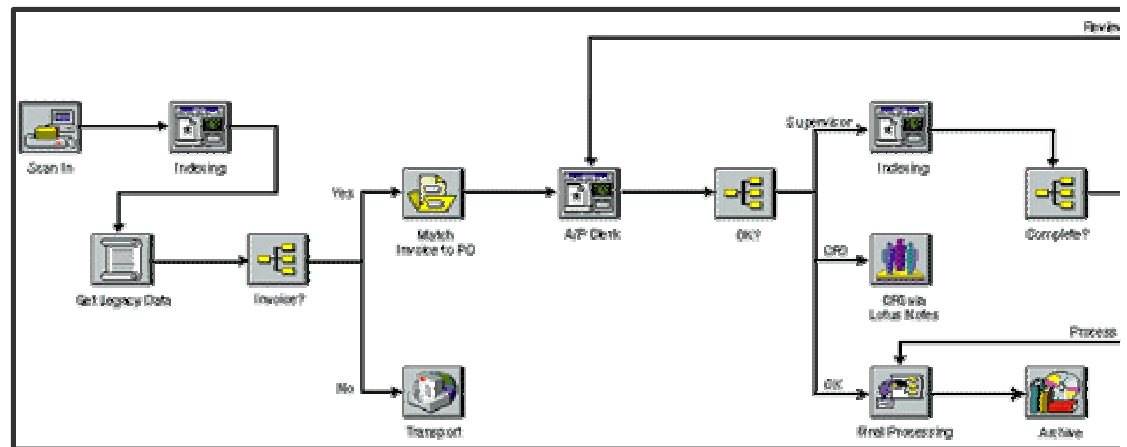 Review
Supervisor
Scan In
Indexing
Indexing
Yes
Match
Invoice to PO
A/P Clerk
OK?
Complete?
CFO
Get Legacy Data
Invoice?
CFO via
Lotus Notes
Process
No
OK
Transport
Final Processing
Archive